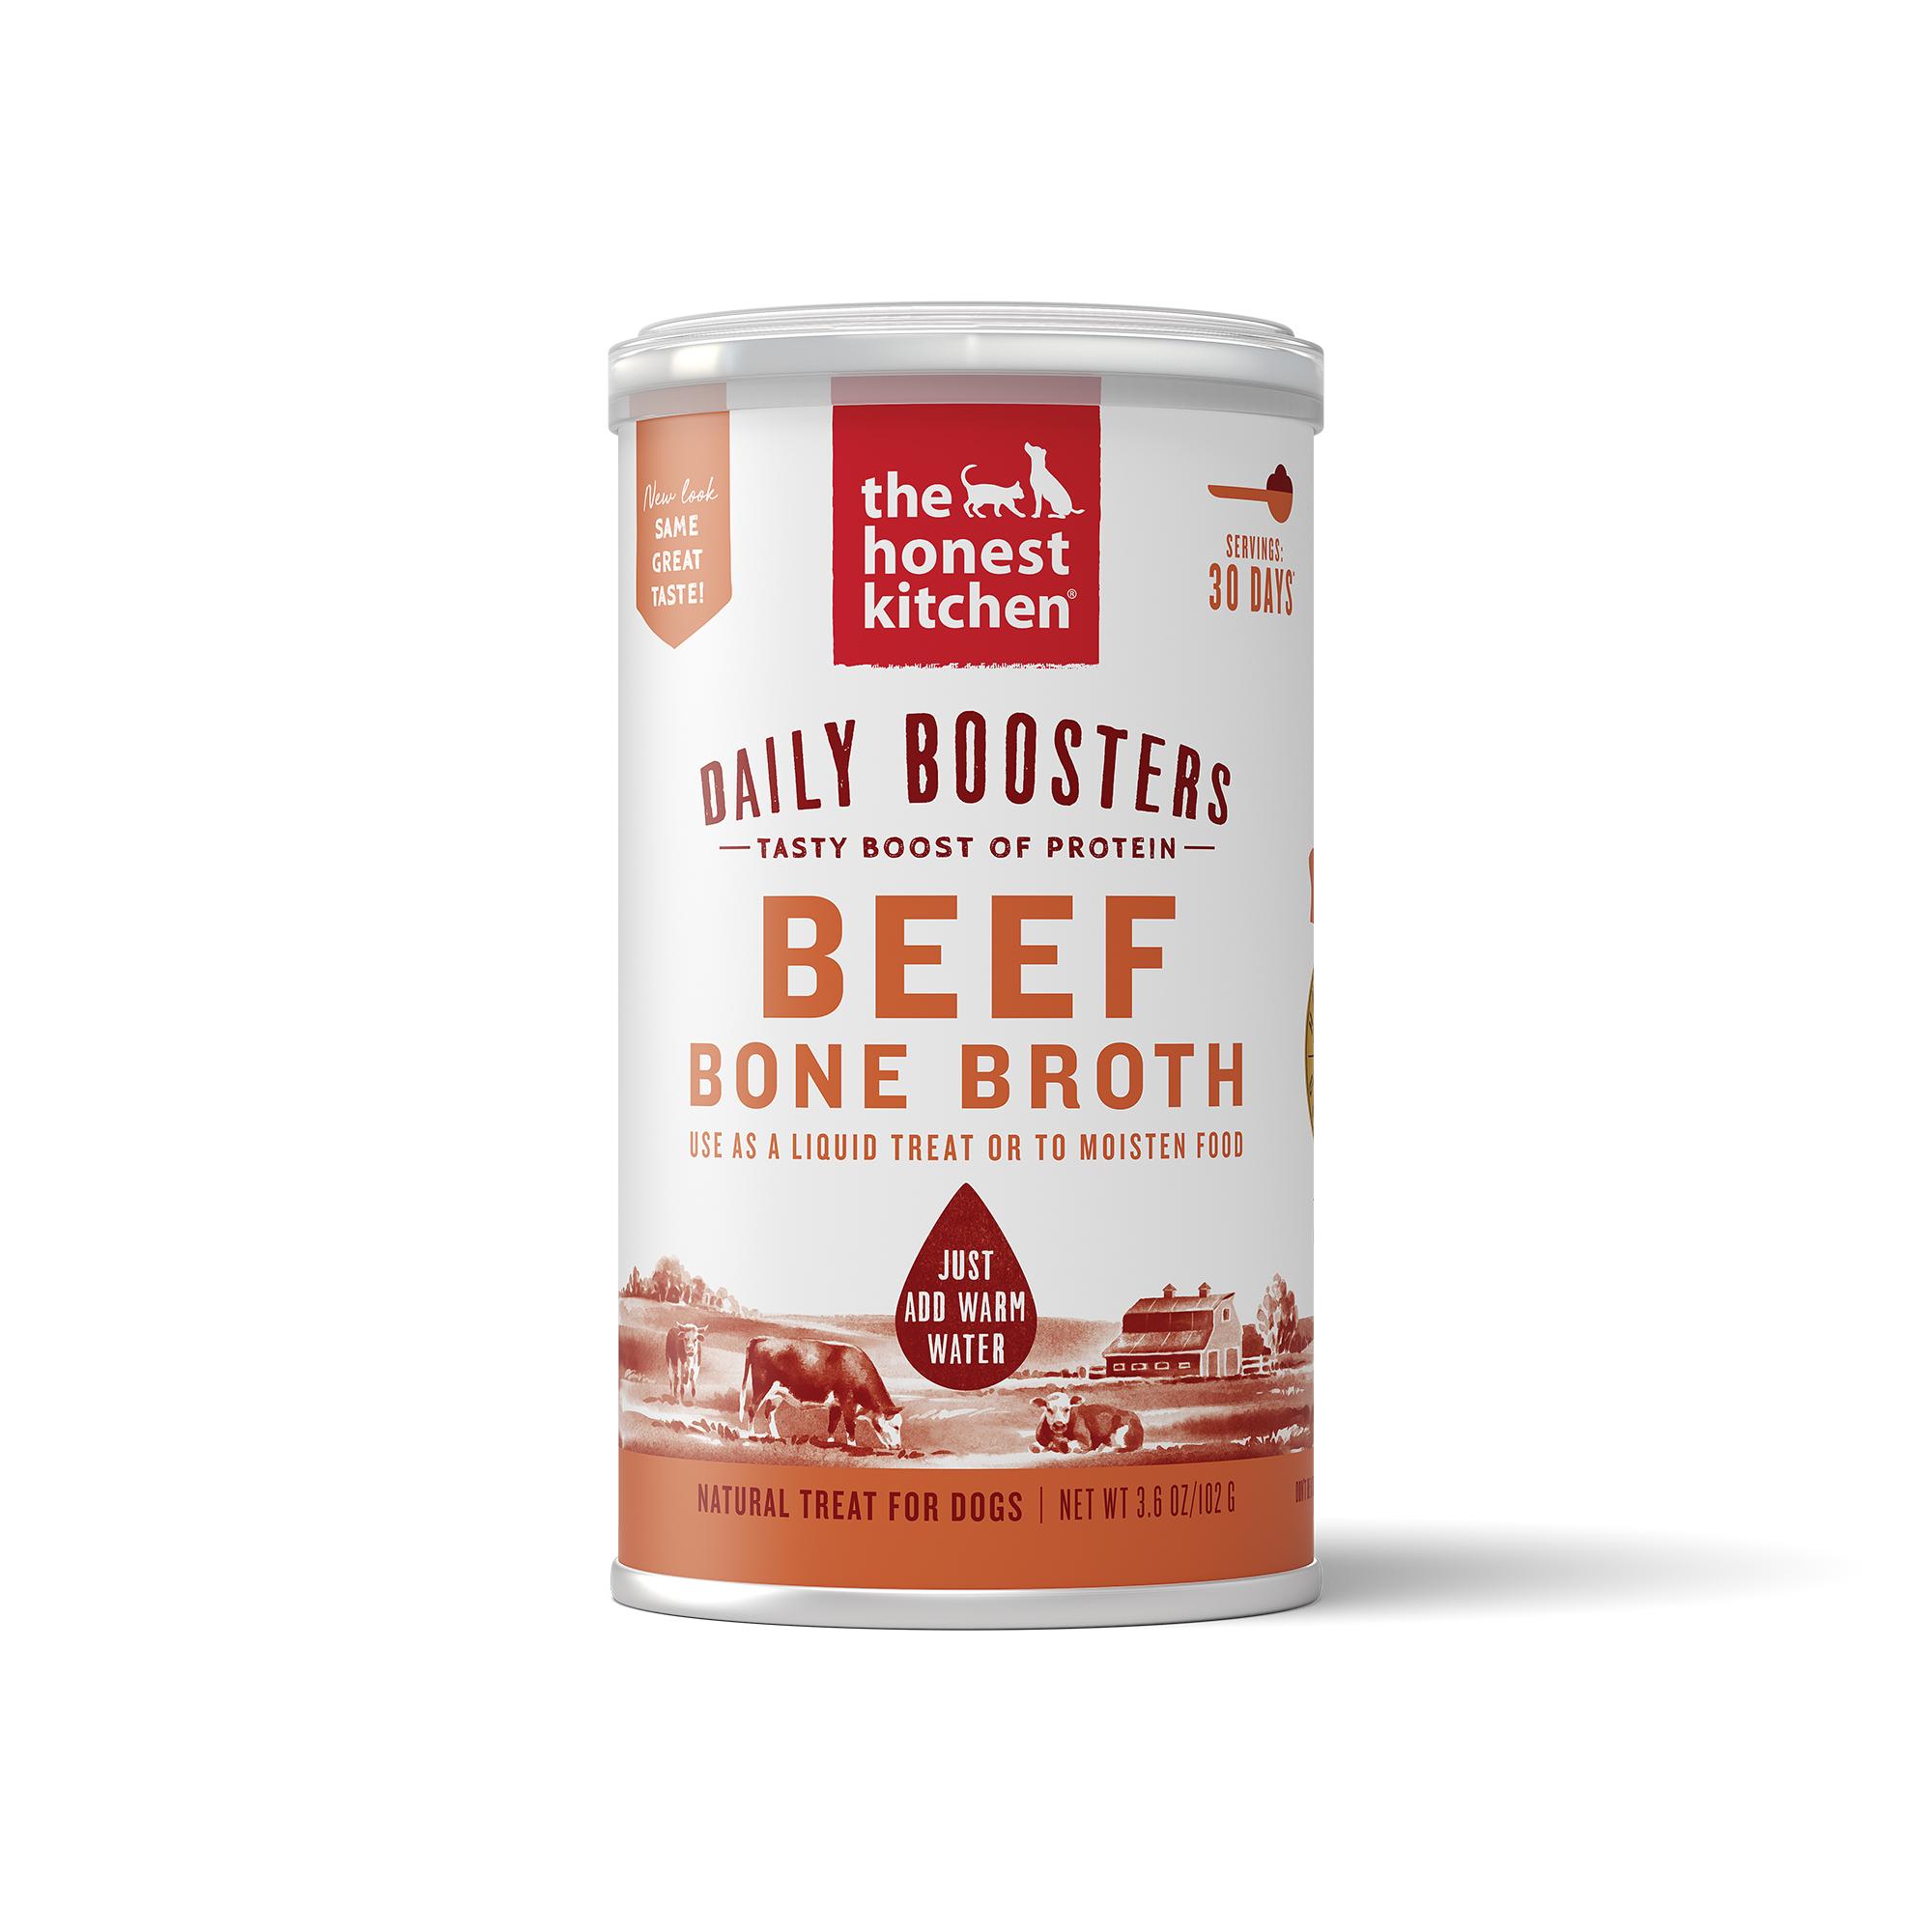 New look
SAME
GREAT
TASTE!
the
honest
kitchen®
SERVINGS:
30 DAYS*
DAILY BOOSTERS
TASTY BOOST OF PROTEIN
BEEF
BONE BROTH
USE AS A LIQUID TREAT OR TO MOISTEN FOOD
JUST
ADD WARM
WATER
NATURAL TREAT FOR DOGS | NET WT 3.6 OZ/102 G